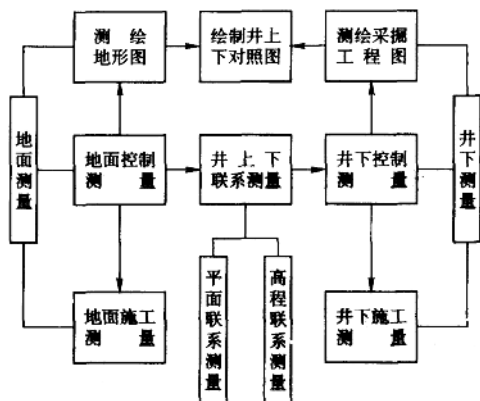 测绘
地形图
绘制井上
下对照图
测绘采掘
工程图
地面测量
地面控制
测量
井上下
联系测量
井下控制
测量
井下测量
地面施工
测量
平面联系测量
高程联系测量
井下施工
测量